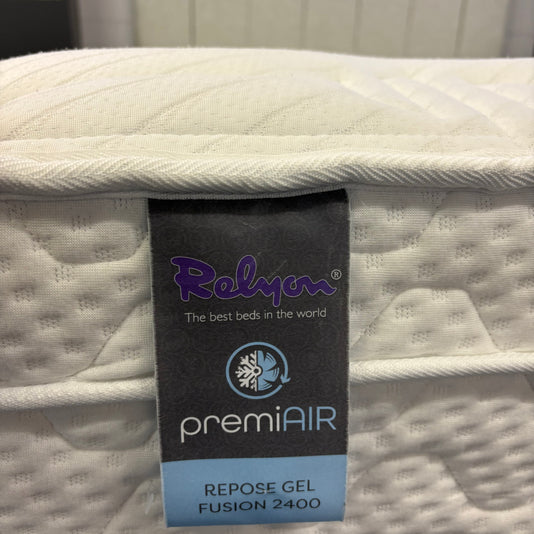 Relyon®
The best beds in the world
premiAIR
REPOSE GEL
FUSION 2400